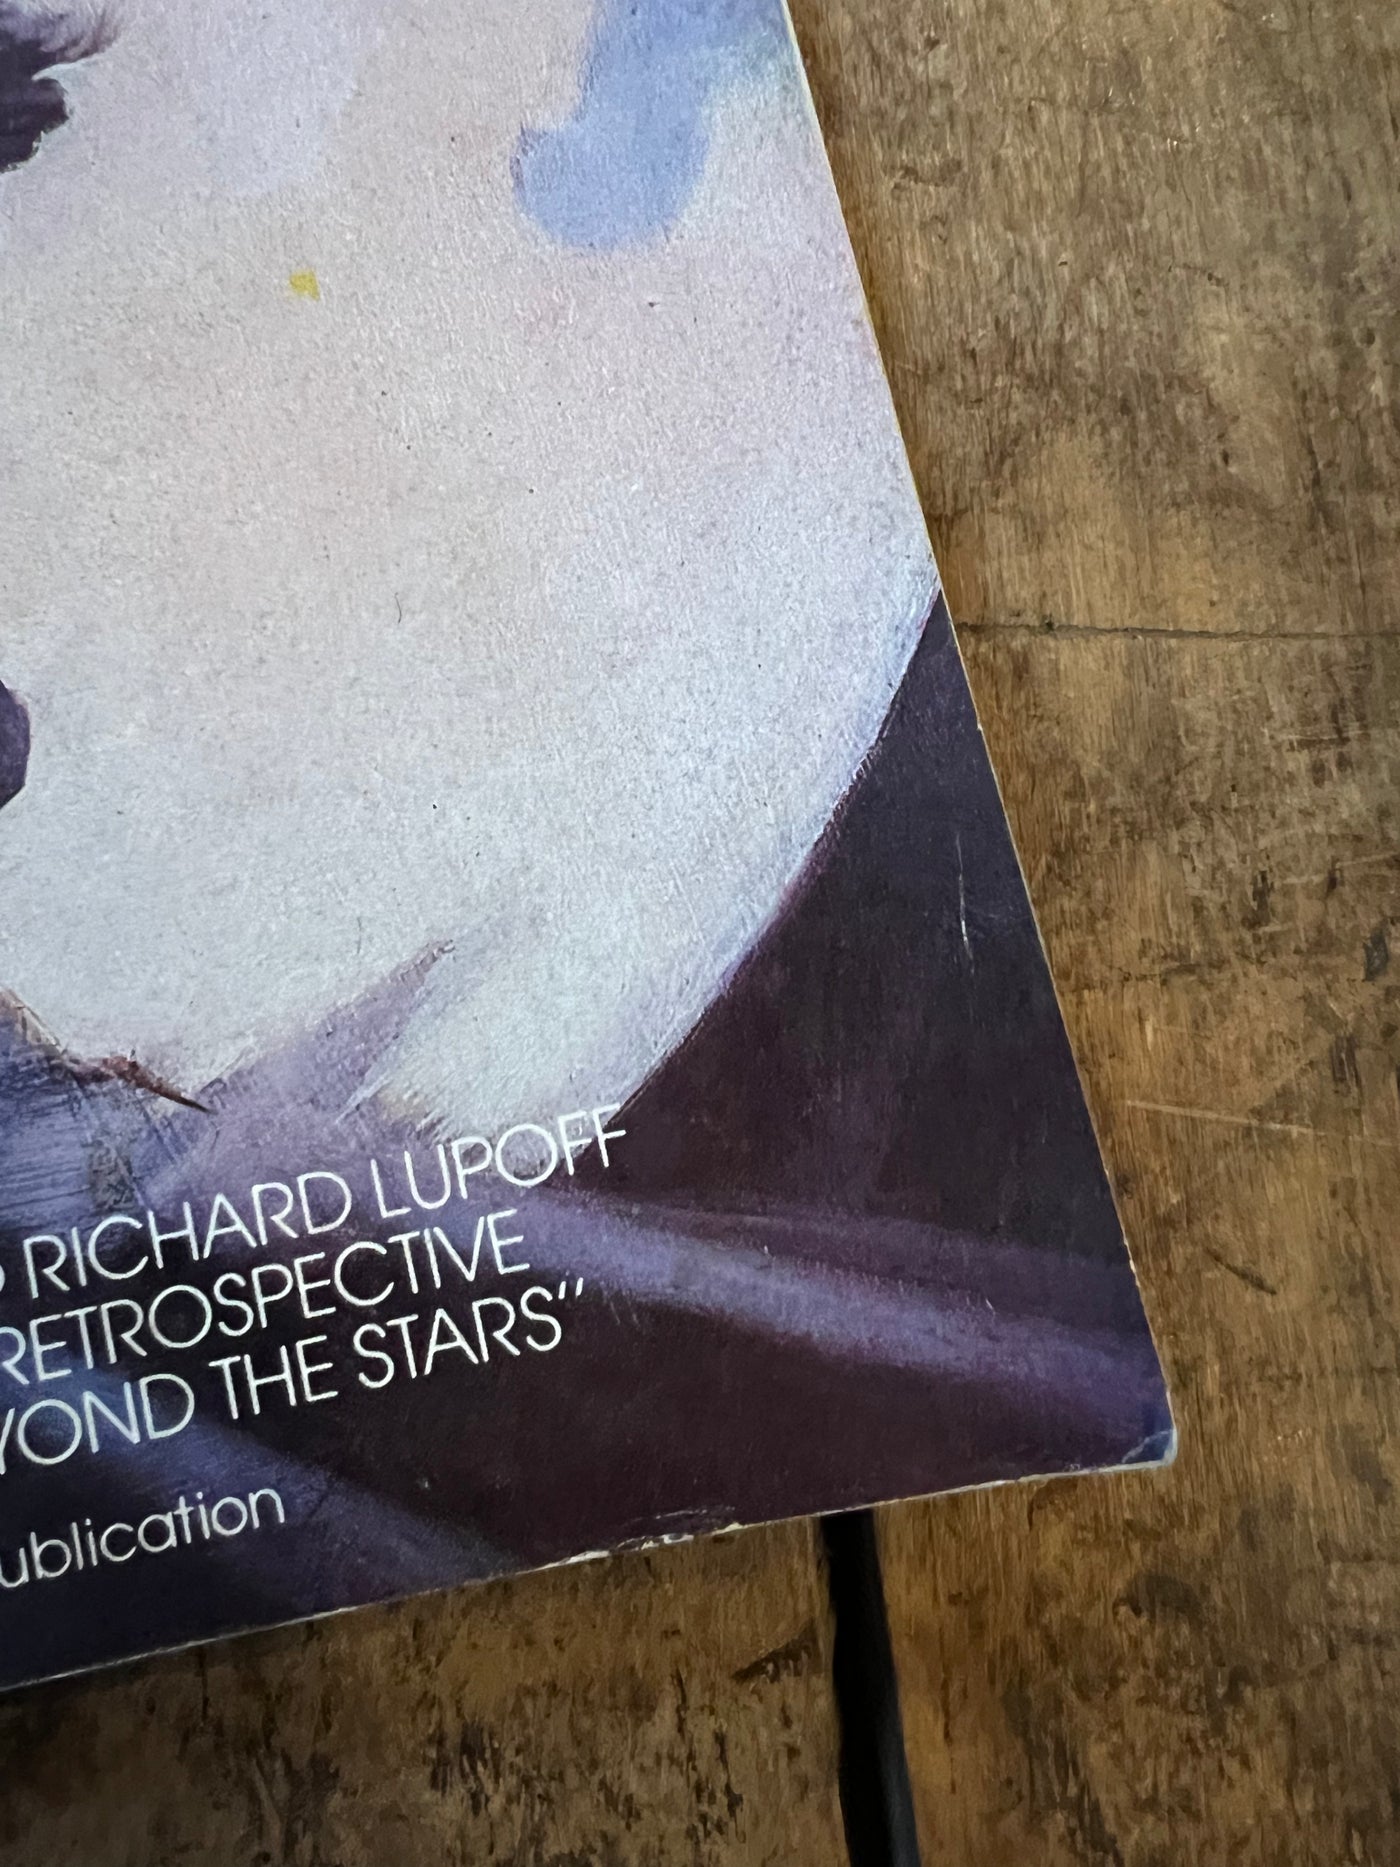 RICHARD LUPOFF
RETROSPECTIVE
YOND THE STARS"
ublication